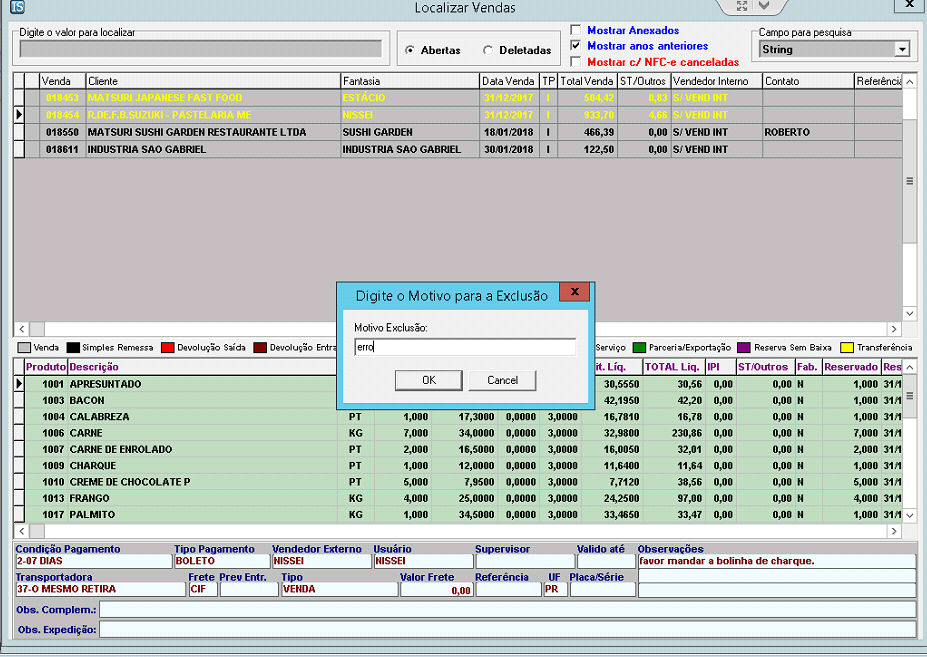 IS
Localizar Vendas
X
Digite o valor para localizar
Abertas
Deletadas
Mostrar Anexados
Mostrar anos anteriores
Mostrar c/ NFC-e canceladas
Campo para pesquisa
String
Venda Cliente Fantasia Data Venda TP Total Venda ST/Outros Vendedor Interno Contato Referência
018453 MATSURI JAPANESE FAST FOOD ESTÁCIO 31/12/2017 I 594,42 0,83 S/ VEND INT
018454 R.DE.F.B.SUZUKI - PASTELARIA ME NISSEI 31/12/2017 I 933,70 4,66 S/ VEND INT
018550 MATSURI SUSHI GARDEN RESTAURANTE LTDA SUSHI GARDEN 18/01/2018 I 466,39 0,00 S/ VEND INT ROBERTO
018611 INDUSTRIA SAO GABRIEL INDUSTRIA SAO GABRIEL 30/01/2018 I 122,50 0,00 S/ VEND INT
Digite o Motivo para a Exclusão X
Motivo Exclusão:
erro
OK Cancel
Venda Simples Remessa Devolução Saída Devolução Entra Serviço Parceria/Exportação Reserva Sem Baixa Transferência
Produto Descrição it. Líq. TOTAL Liq. IPI ST/Outros Fab. Reservado Res
1001 APRESUNTADO 30,5550 30,56 0,00 0,00 N 1,000 31/1
1003 BACON 42,1950 42,20 0,00 0,00 N 1,000 31/1
1004 CALABREZA PT 1,000 17,3000 0,0000 3,0000 16,7810 16,78 0,00 0,00 N 1,000 31/1
1006 CARNE KG 7,000 34,0000 0,0000 3,0000 32,9800 230,86 0,00 0,00 N 7,000 31/1
1007 CARNE DE ENROLADO PT 2,000 16,5000 0,0000 3,0000 16,0050 32,01 0,00 0,00 N 2,000 31/1
1009 CHARQUE PT 1,000 12,0000 0,0000 3,0000 11,6400 11,64 0,00 0,00 N 1,000 31/1
1010 CREME DE CHOCOLATE P PT 5,000 7,9500 0,0000 3,0000 7,7120 38,56 0,00 0,00 N 5,000 31/1
1013 FRANGO KG 4,000 25,0000 0,0000 3,0000 24,2500 97,00 0,00 0,00 N 4,000 31/1
1017 PALMITO KG 1,000 34,5000 0,0000 3,0000 33,4650 33,47 0,00 0,00 N 1,000 31/1
Condição Pagamento Tipo Pagamento Vendedor Externo Usuário Supervisor Valido até Observações
2-07 DIAS BOLETO NISSEI NISSEI favor mandar a bolinha de charque.
Transportadora Frete Prev Entr. Tipo Valor Frete Referência UF Placa/Série
37-O MESMO RETIRA CIF VENDA 0,00 PR
Obs. Complem.:
Obs. Expedição: